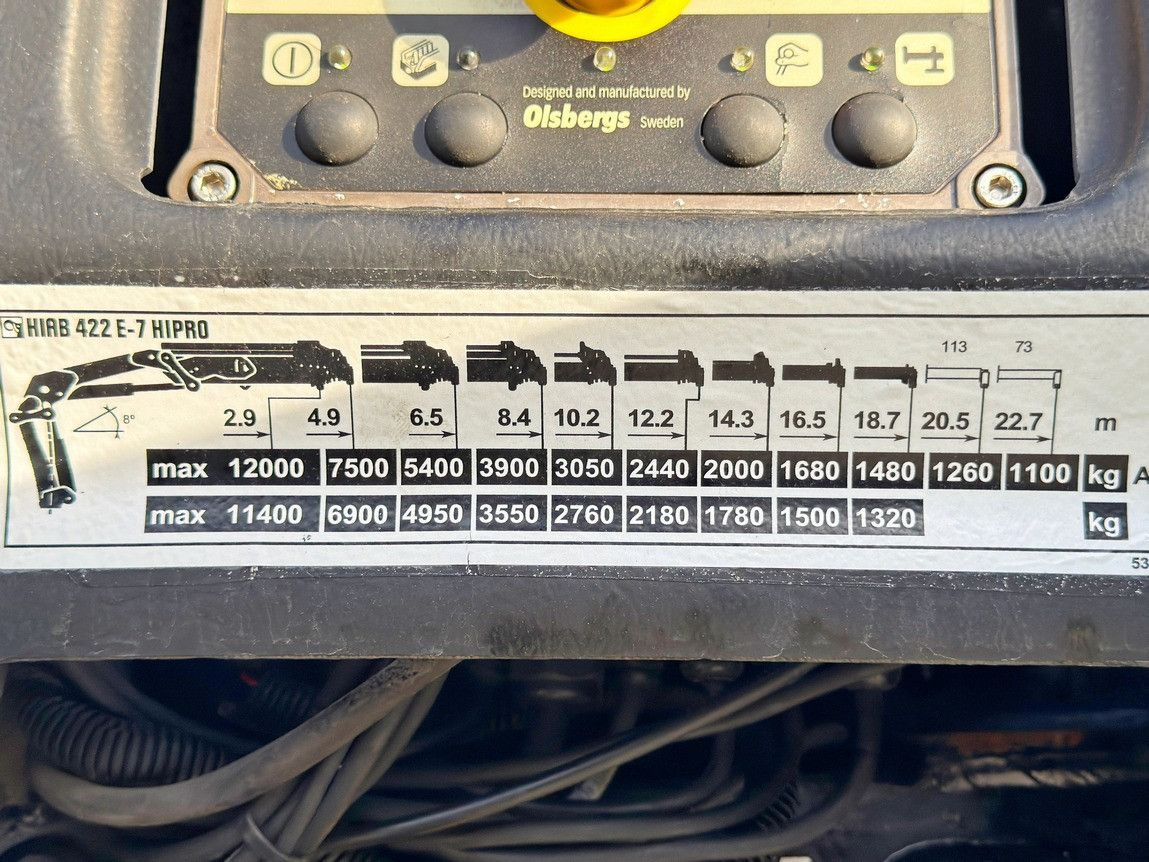 Designed and manufactured by
Olsbergs Sweden
HIAB 422 E-7 HIPRO
113 73
8°
2.9 4.9 6.5 8.4 10.2 12.2 14.3 16.5 18.7 20.5 22.7 m
max 12000 7500 5400 3900 3050 2440 2000 1680 1480 1260 1100 kg A
max 11400 6900 4950 3550 2760 2180 1780 1500 1320 kg
53